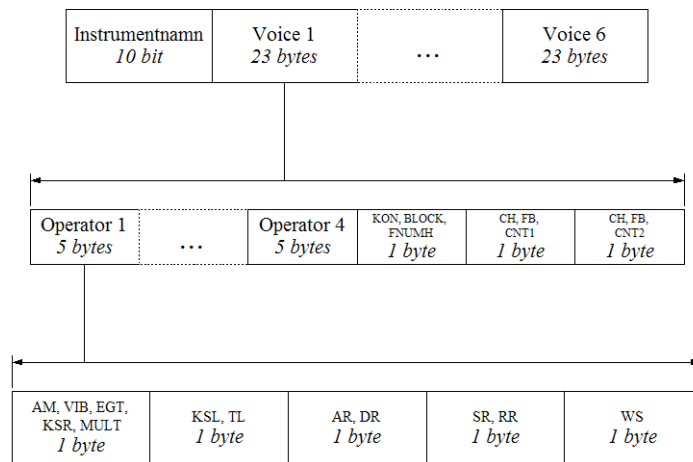 Instrumentnamn
10 bit
Voice 1
23 bytes
...
Voice 6
23 bytes
Operator 1
5 bytes
...
Operator 4
5 bytes
KON, BLOCK,
FNUMH
1 byte
CH, FB,
CNT1
1 byte
CH, FB,
CNT2
1 byte
AM, VIB, EGT,
KSR, MULT
1 byte
KSL, TL
1 byte
AR, DR
1 byte
SR, RR
1 byte
WS
1 byte